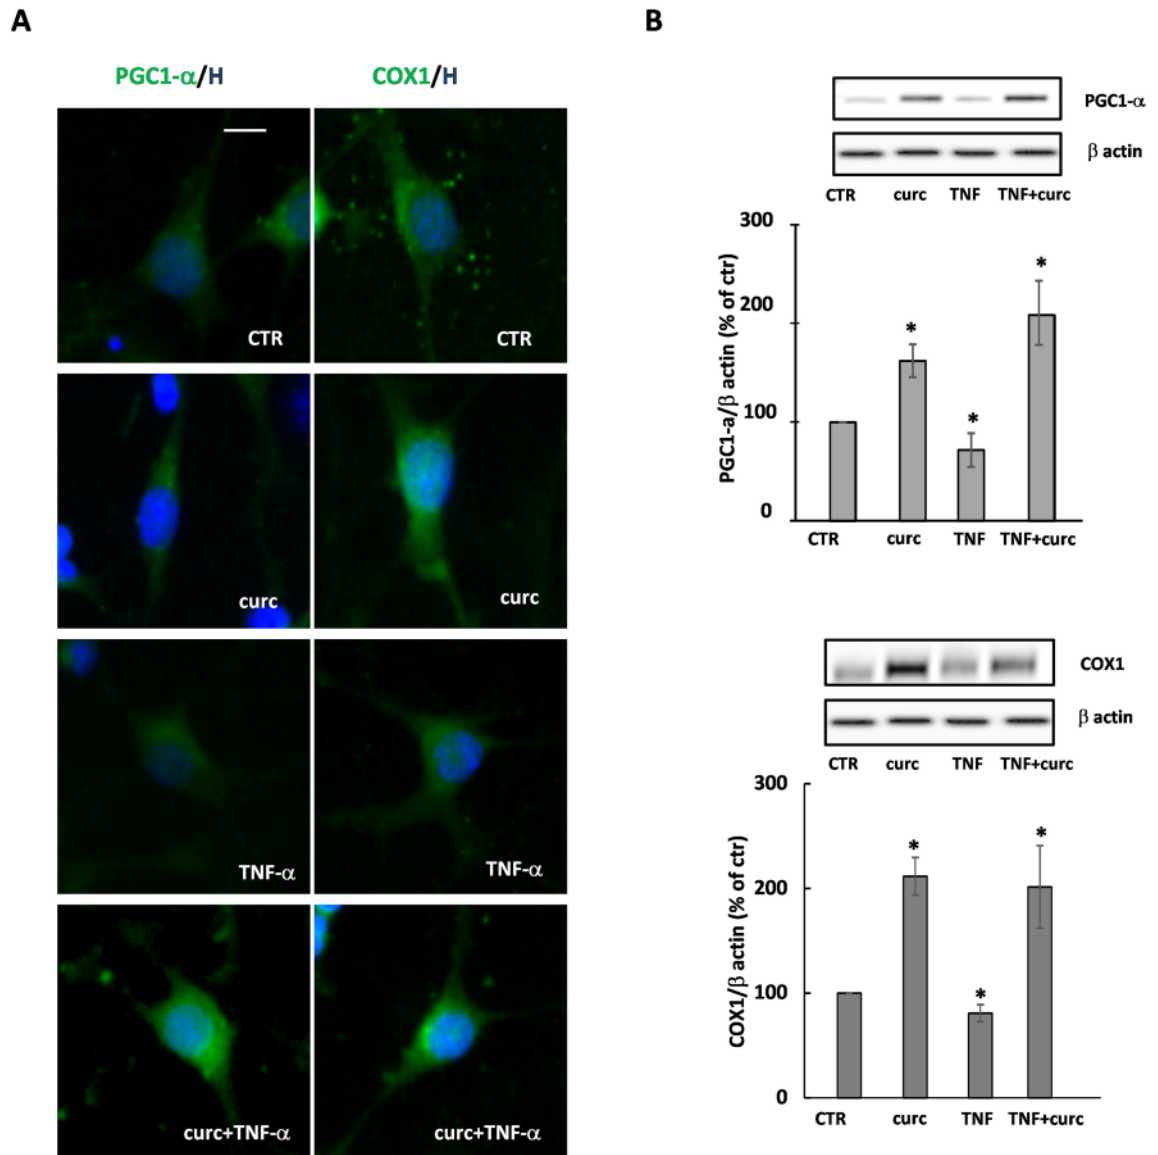 A
PGC1-α/H
COX1/H
CTR
CTR
curc
curc
TNF-α
TNF-α
curc+TNF-α
curc+TNF-α
B
PGC1-α
β actin
CTR curc TNF TNF+curc
PGC1-a/β actin (% of ctr)
300
200
100
0
*
*
*
*
CTR curc TNF TNF+curc
COX1
β actin
CTR curc TNF TNF+curc
COX1/β actin (% of ctr)
300
200
100
0
*
*
*
*
CTR curc TNF TNF+curc